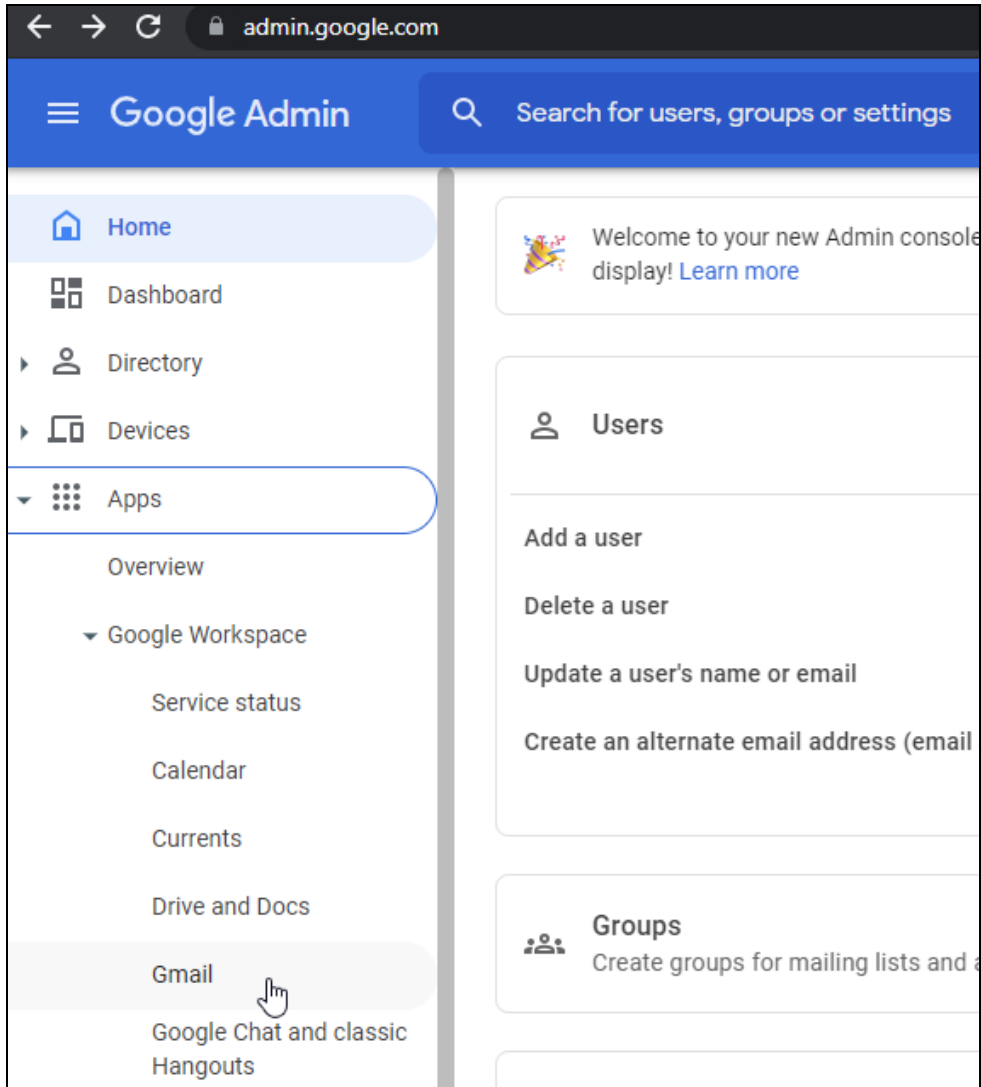 admin.google.com
Google Admin
Search for users, groups or settings
Home
Dashboard
Directory
Devices
Apps
Overview
Google Workspace
Service status
Calendar
Currents
Drive and Docs
Gmail
Google Chat and classic
Hangouts
Welcome to your new Admin console
display! Learn more
Users
Add a user
Delete a user
Update a user's name or email
Create an alternate email address (email
Groups
Create groups for mailing lists and